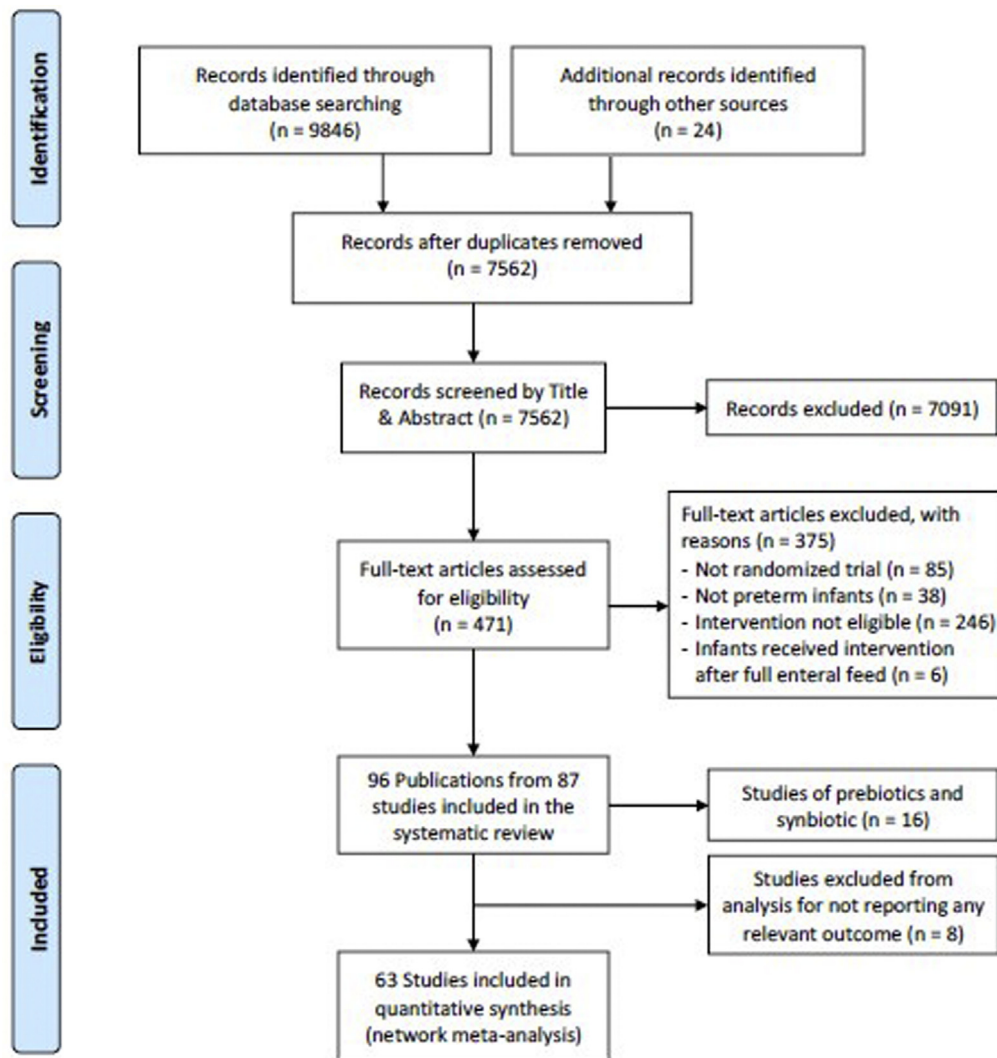 Identification
Records identified through
database searching
(n = 9846)
Additional records identified
through other sources
(n = 24)
Records after duplicates removed
(n = 7562)
Screening
Records screened by Title
& Abstract (n = 7562)
Records excluded (n = 7091)
Eligibility
Full-text articles assessed
for eligibility
(n = 471)
Full-text articles excluded, with
reasons (n = 375)
- Not randomized trial (n = 85)
- Not preterm infants (n = 38)
- Intervention not eligible (n = 246)
- Infants received intervention
after full enteral feed (n = 6)
Included
96 Publications from 87
studies included in the
systematic review
Studies of prebiotics and
synbiotic (n = 16)
Studies excluded from
analysis for not reporting any
relevant outcome (n = 8)
63 Studies included in
quantitative synthesis
(network meta-analysis)